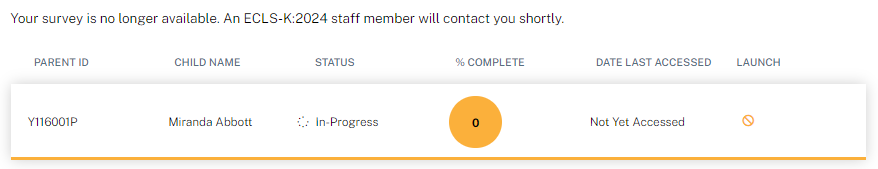 Your survey is no longer available. An ECLS-K:2024 staff member will contact you shortly.
PARENT ID CHILD NAME STATUS % COMPLETE DATE LAST ACCESSED LAUNCH
Y116001P Miranda Abbott In-Progress 0 Not Yet Accessed